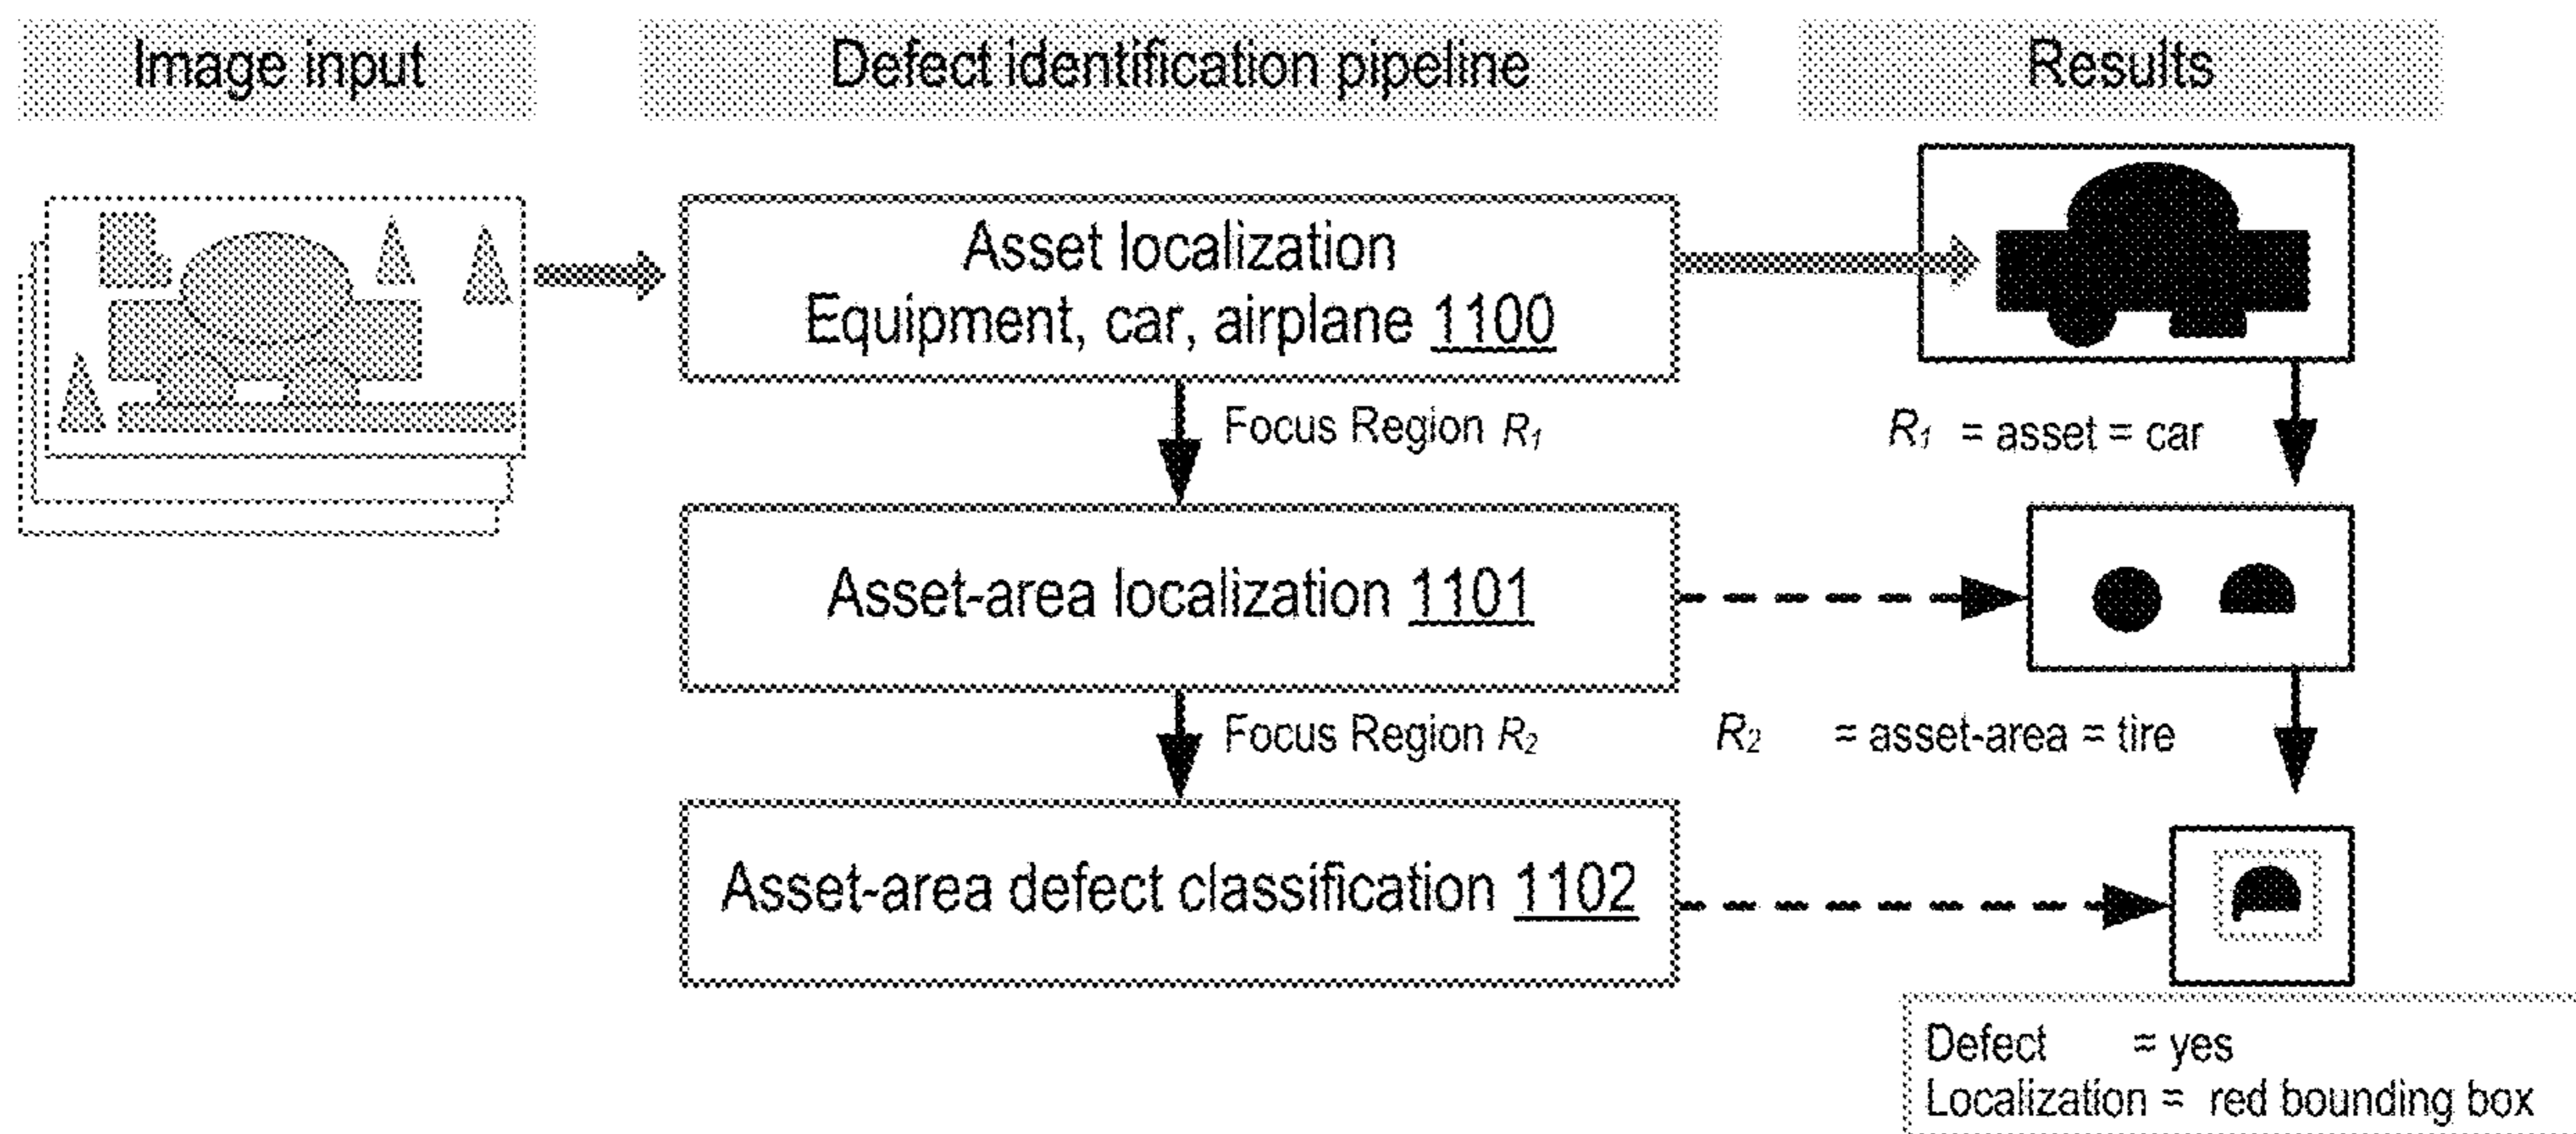 Image input
Defect identification pipeline
Results
Asset localization
Equipment, car, airplane 1100
Focus Region R1
R1 = asset = car
Asset-area localization 1101
Focus Region R2
R2 = asset-area = tire
Asset-area defect classification 1102
Defect = yes
Localization = red bounding box